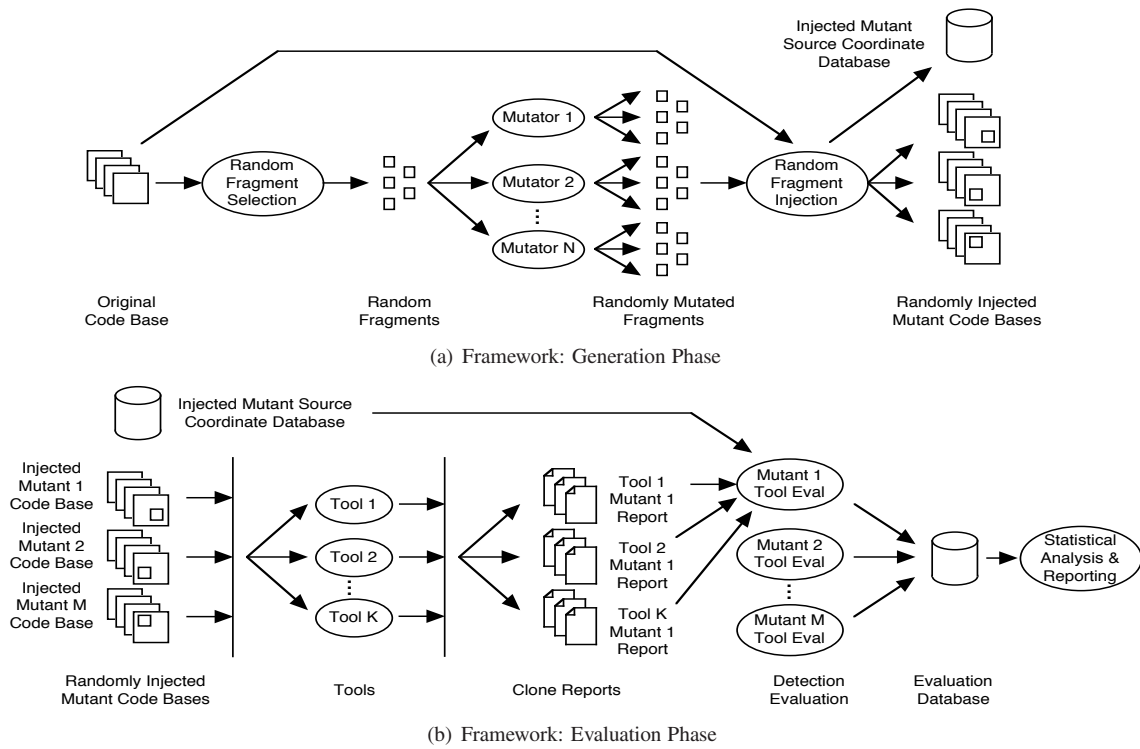 Injected Mutant
Source Coordinate
Database
Mutator 1
Random
Fragment
Selection
Mutator 2
Random
Fragment
Injection
Mutator N
Original
Code Base
Random
Fragments
Randomly Mutated
Fragments
Randomly Injected
Mutant Code Bases
(a) Framework: Generation Phase
Injected Mutant Source
Coordinate Database
Injected
Mutant 1
Code Base
Injected
Mutant 2
Code Base
Injected
Mutant M
Code Base
Tool 1
Tool 2
Tool K
Tool 1
Mutant 1
Report
Tool 2
Mutant 1
Report
Tool K
Mutant 1
Report
Mutant 1
Tool Eval
Mutant 2
Tool Eval
Mutant M
Tool Eval
Statistical
Analysis &
Reporting
Randomly Injected
Mutant Code Bases
Tools
Clone Reports
Detection
Evaluation
Evaluation
Database
(b) Framework: Evaluation Phase